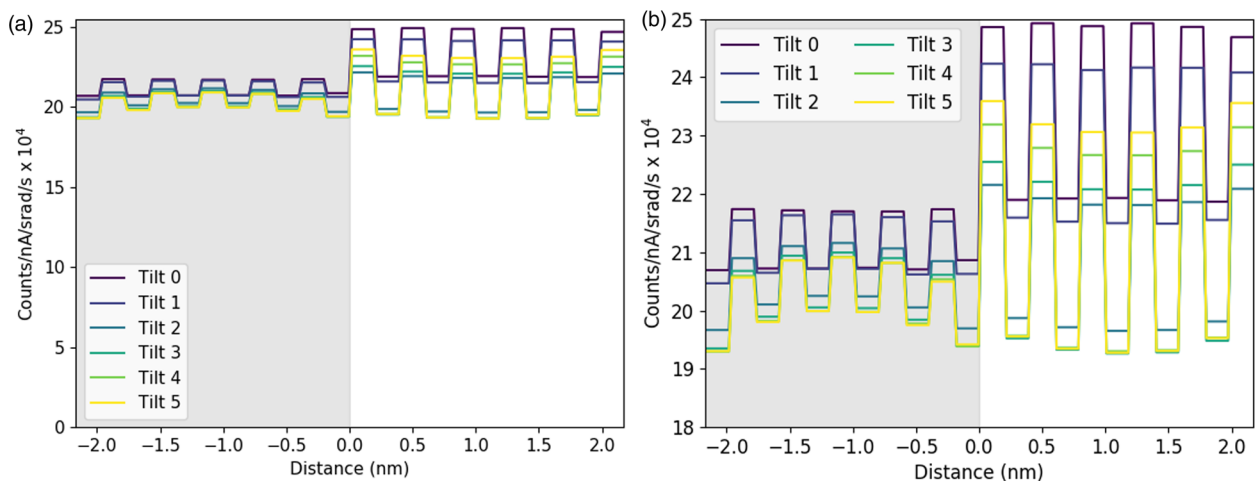 (a)
25
20
15
10
5
0
Counts/nA/srad/s x 10⁴
Tilt 0
Tilt 1
Tilt 2
Tilt 3
Tilt 4
Tilt 5
−2.0 −1.5 −1.0 −0.5 0.0 0.5 1.0 1.5 2.0
Distance (nm)
(b)
25
24
23
22
21
20
19
18
Counts/nA/srad/s x 10⁴
Tilt 0 Tilt 3
Tilt 1 Tilt 4
Tilt 2 Tilt 5
−2.0 −1.5 −1.0 −0.5 0.0 0.5 1.0 1.5 2.0
Distance (nm)